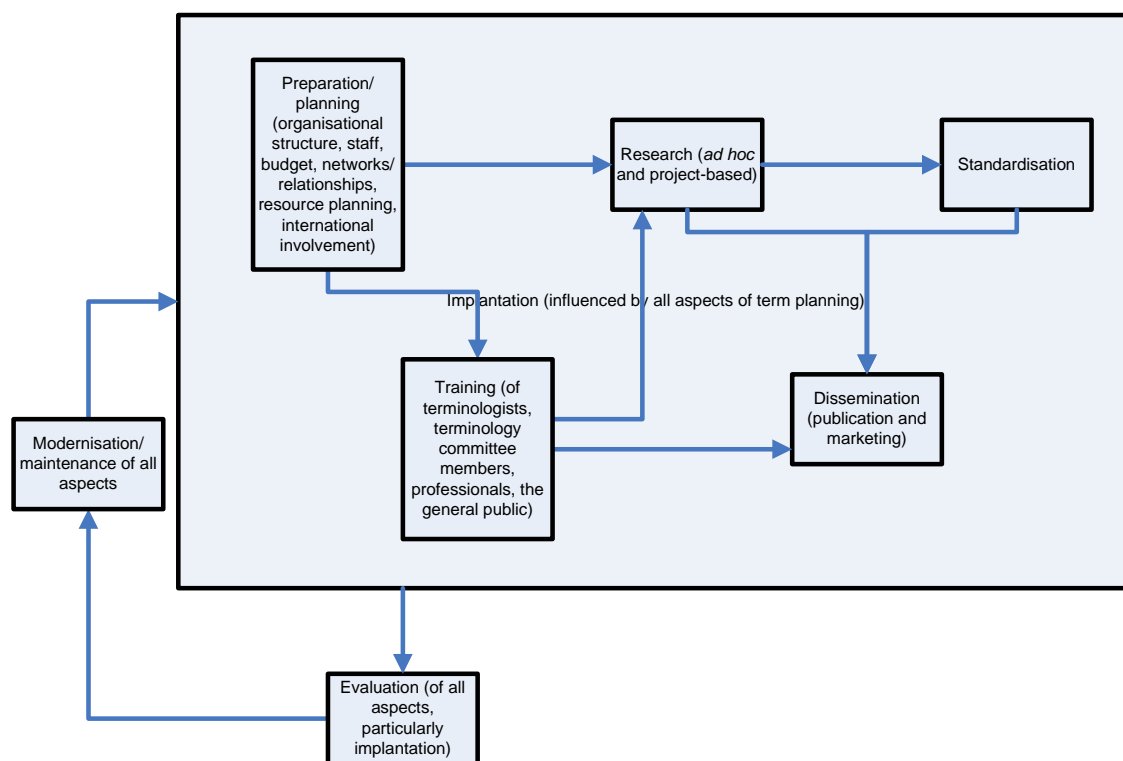 Preparation/
planning
(organisational
structure, staff,
budget, networks/
relationships,
resource planning,
international
involvement)
Research (ad hoc
and project-based)
Standardisation
Implantation (influenced by all aspects of term planning)
Training (of
terminologists,
terminology
committee
members,
professionals, the
general public)
Dissemination
(publication and
marketing)
Modernisation/
maintenance of all
aspects
Evaluation (of all
aspects,
particularly
implantation)